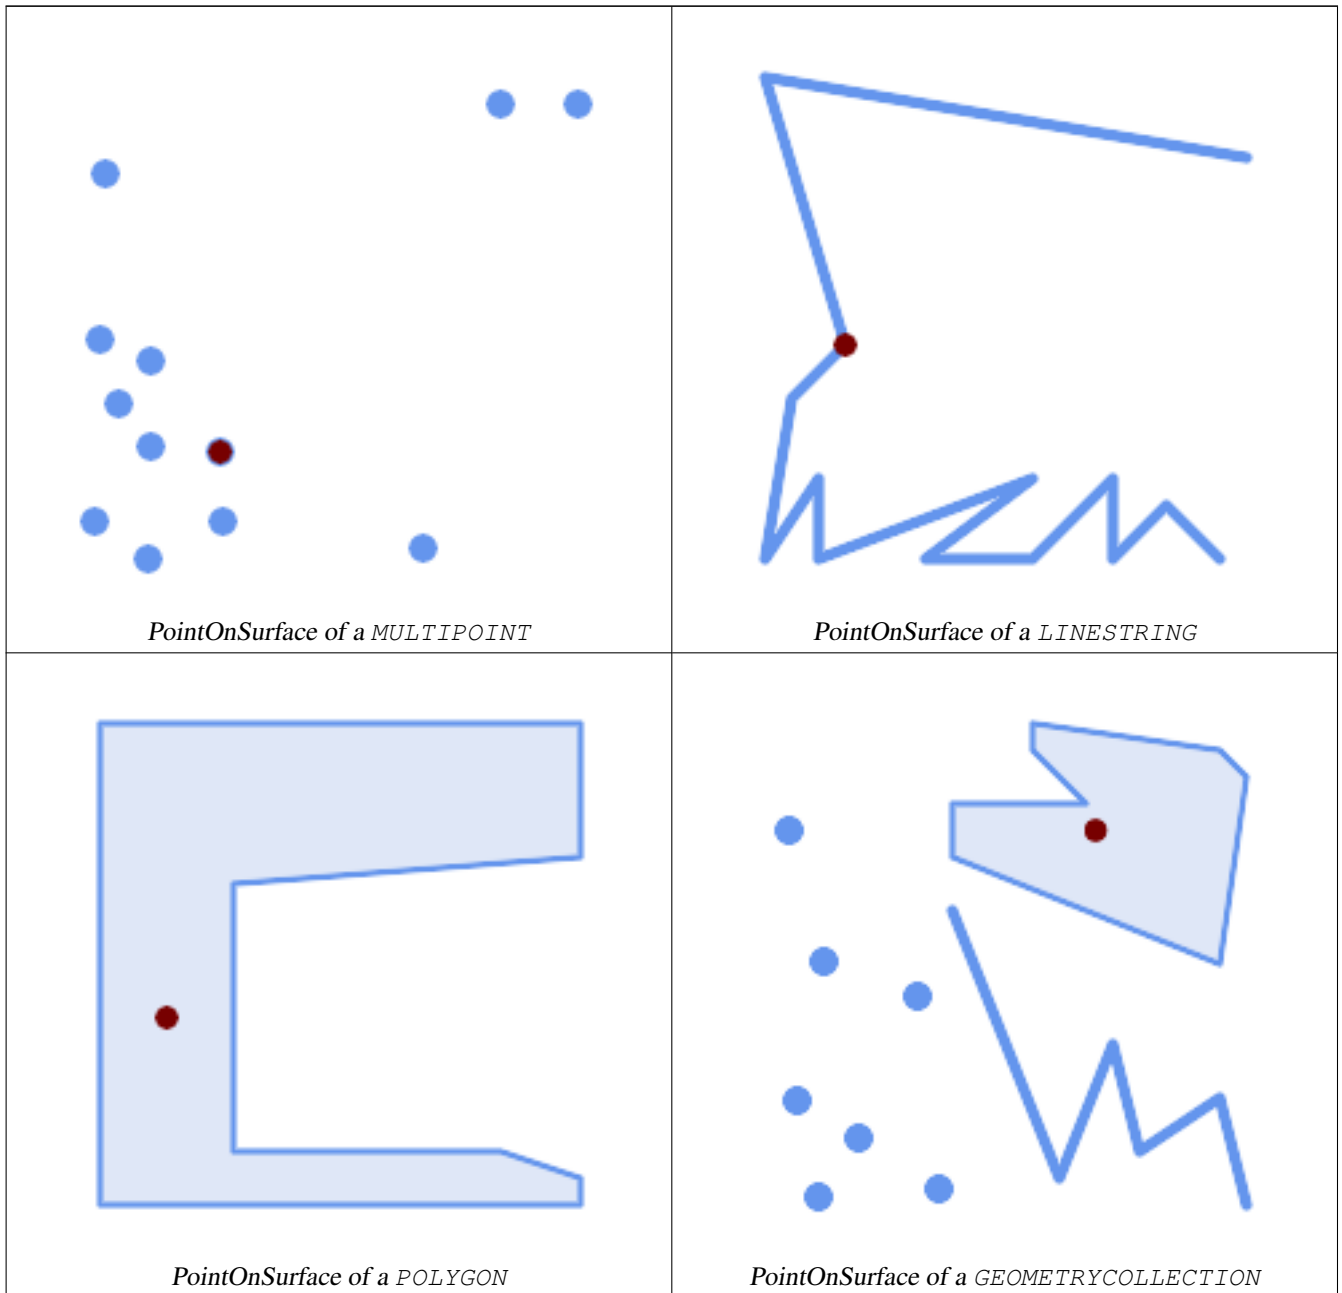 PointOnSurface of a MULTIPOINT
PointOnSurface of a LINESTRING
PointOnSurface of a POLYGON
PointOnSurface of a GEOMETRYCOLLECTION